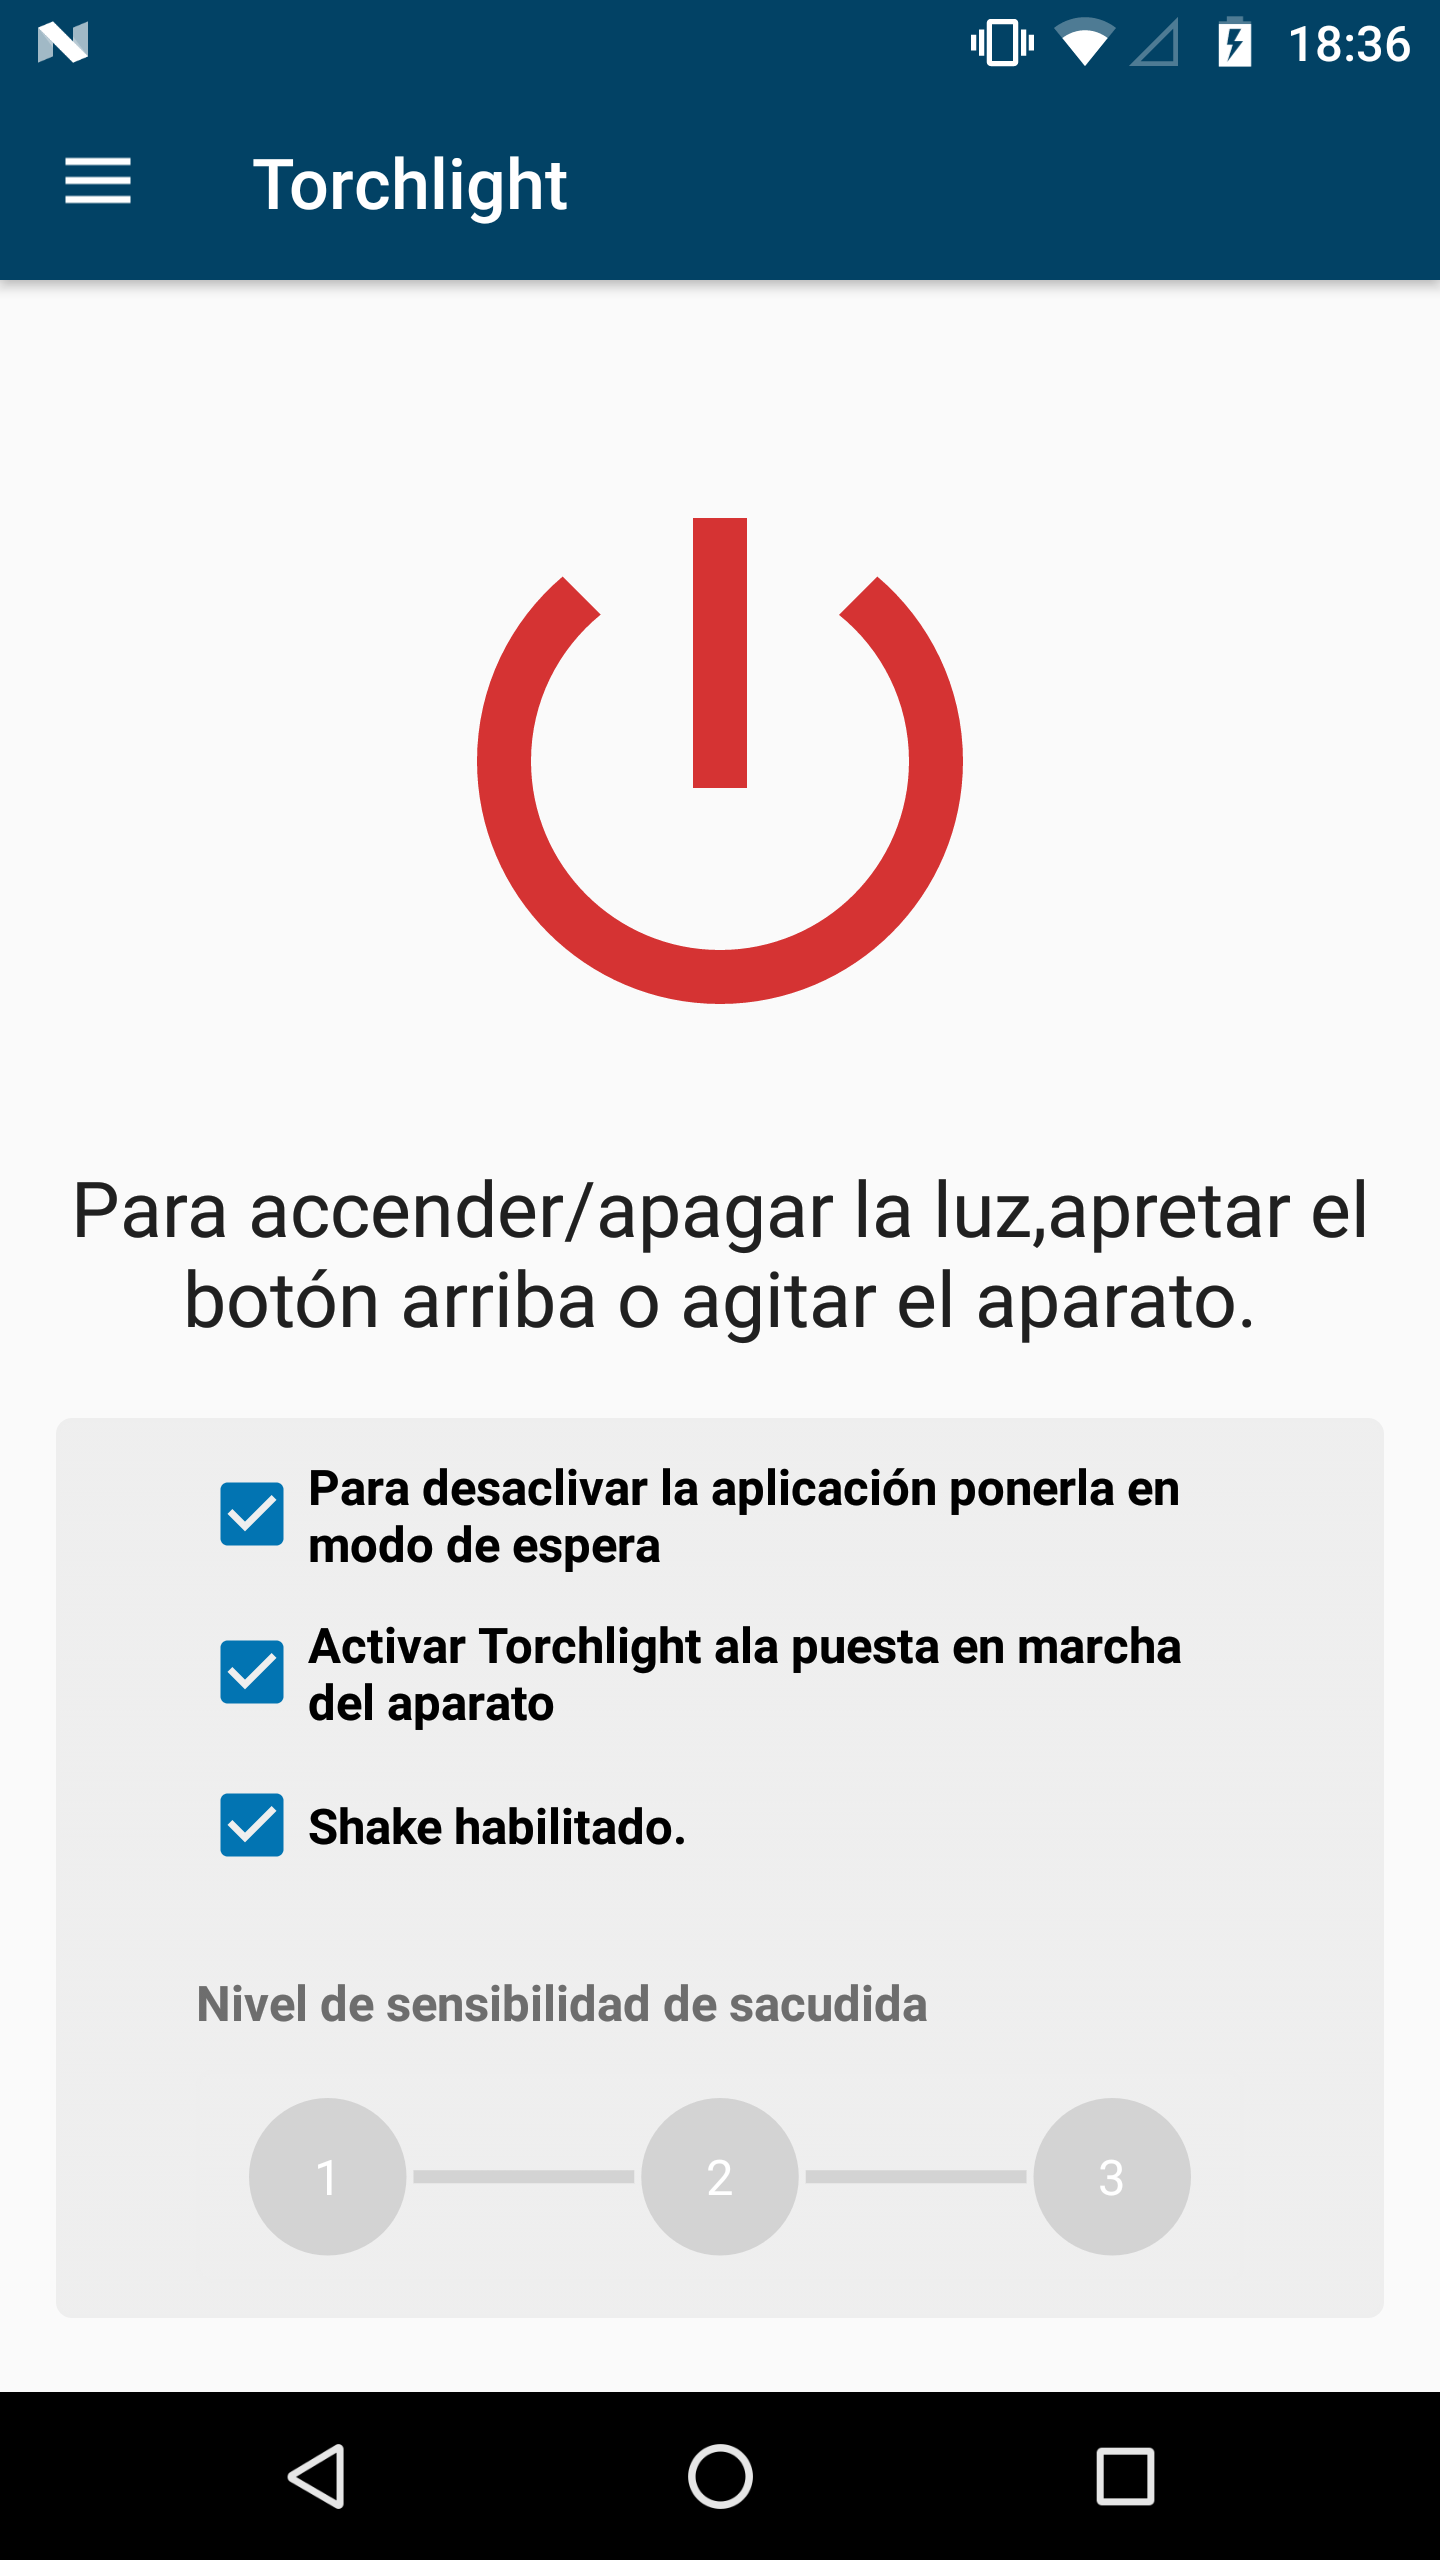 18:36
Torchlight
Para accender/apagar la luz,apretar el
botón arriba o agitar el aparato.
Para desaclivar la aplicación ponerla en
modo de espera
Activar Torchlight ala puesta en marcha
del aparato
Shake habilitado.
Nivel de sensibilidad de sacudida
1 2 3